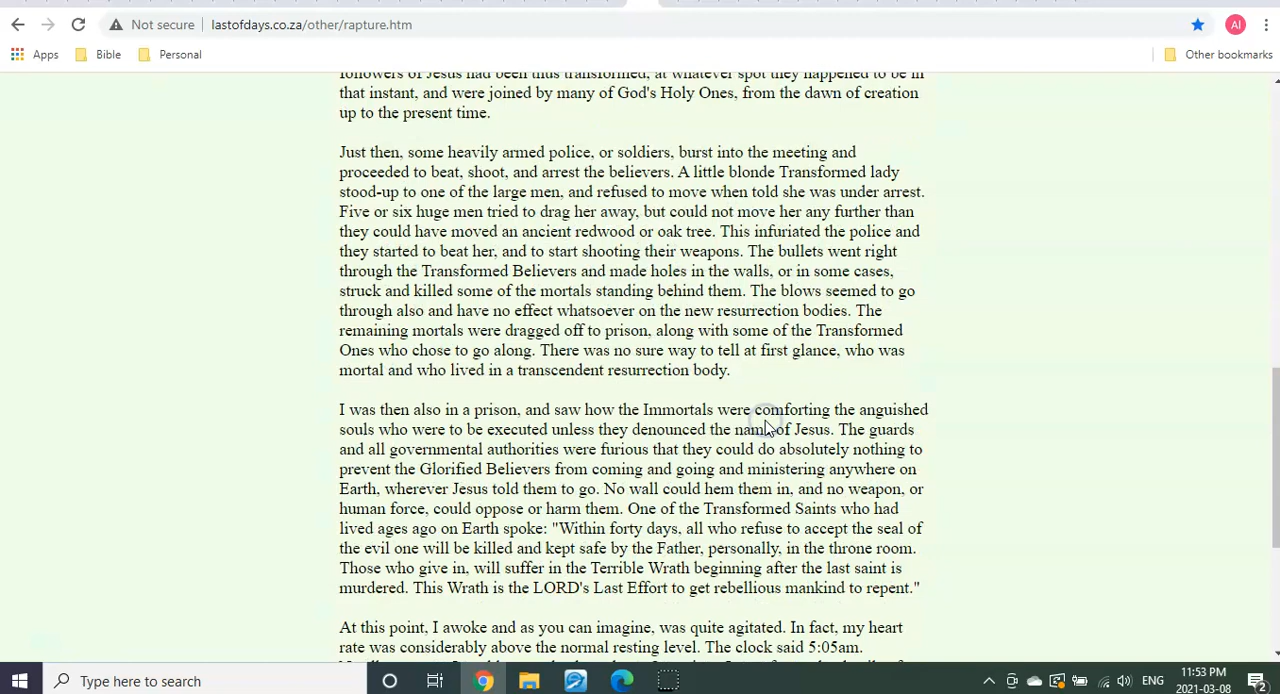 Not secure | lastofdays.co.za/other/rapture.htm
AI
Apps Bible Personal Other bookmarks
followers of Jesus had been thus transformed, at whatever spot they happened to be in
that instant, and were joined by many of God's Holy Ones, from the dawn of creation
up to the present time.
Just then, some heavily armed police, or soldiers, burst into the meeting and
proceeded to beat, shoot, and arrest the believers. A little blonde Transformed lady
stood-up to one of the large men, and refused to move when told she was under arrest.
Five or six huge men tried to drag her away, but could not move her any further than
they could have moved an ancient redwood or oak tree. This infuriated the police and
they started to beat her, and to start shooting their weapons. The bullets went right
through the Transformed Believers and made holes in the walls, or in some cases,
struck and killed some of the mortals standing behind them. The blows seemed to go
through also and have no effect whatsoever on the new resurrection bodies. The
remaining mortals were dragged off to prison, along with some of the Transformed
Ones who chose to go along. There was no sure way to tell at first glance, who was
mortal and who lived in a transcendent resurrection body.
I was then also in a prison, and saw how the Immortals were comforting the anguished
souls who were to be executed unless they denounced the name of Jesus. The guards
and all governmental authorities were furious that they could do absolutely nothing to
prevent the Glorified Believers from coming and going and ministering anywhere on
Earth, wherever Jesus told them to go. No wall could hem them in, and no weapon, or
human force, could oppose or harm them. One of the Transformed Saints who had
lived ages ago on Earth spoke: "Within forty days, all who refuse to accept the seal of
the evil one will be killed and kept safe by the Father, personally, in the throne room.
Those who give in, will suffer in the Terrible Wrath beginning after the last saint is
murdered. This Wrath is the LORD's Last Effort to get rebellious mankind to repent."
At this point, I awoke and as you can imagine, was quite agitated. In fact, my heart
rate was considerably above the normal resting level. The clock said 5:05am.
Type here to search
ENG
11:53 PM
2021-03-08
2